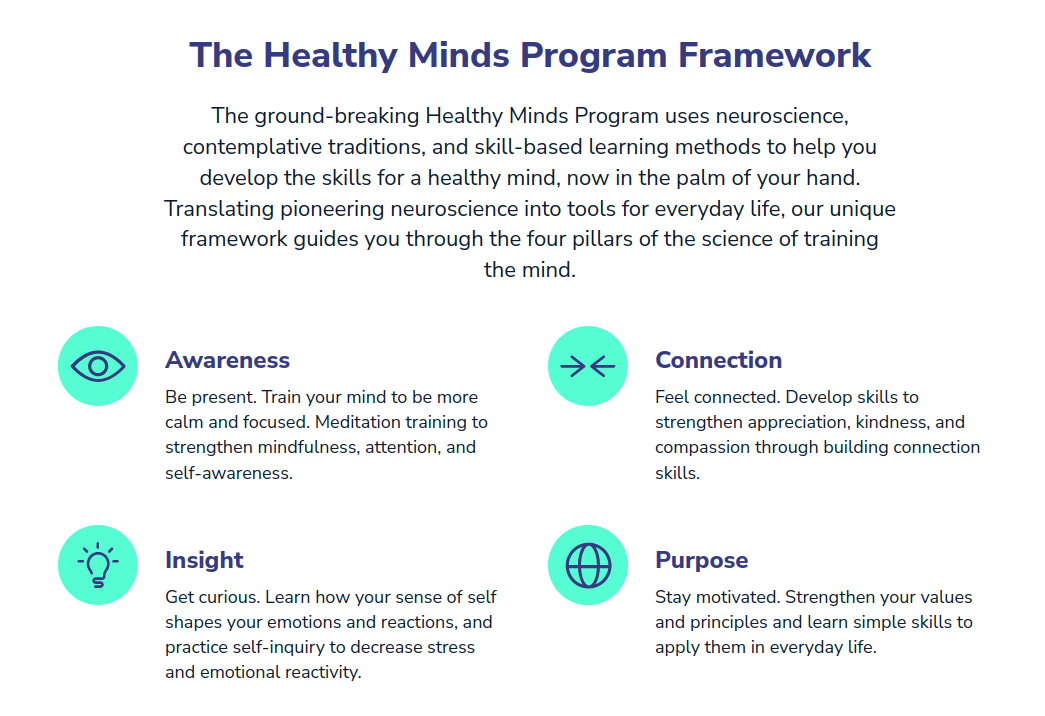 The Healthy Minds Program Framework
The ground-breaking Healthy Minds Program uses neuroscience,
contemplative traditions, and skill-based learning methods to help you
develop the skills for a healthy mind, now in the palm of your hand.
Translating pioneering neuroscience into tools for everyday life, our unique
framework guides you through the four pillars of the science of training
the mind.
Awareness
Be present. Train your mind to be more
calm and focused. Meditation training to
strengthen mindfulness, attention, and
self-awareness.
Connection
Feel connected. Develop skills to
strengthen appreciation, kindness, and
compassion through building connection
skills.
Insight
Get curious. Learn how your sense of self
shapes your emotions and reactions, and
practice self-inquiry to decrease stress
and emotional reactivity.
Purpose
Stay motivated. Strengthen your values
and principles and learn simple skills to
apply them in everyday life.